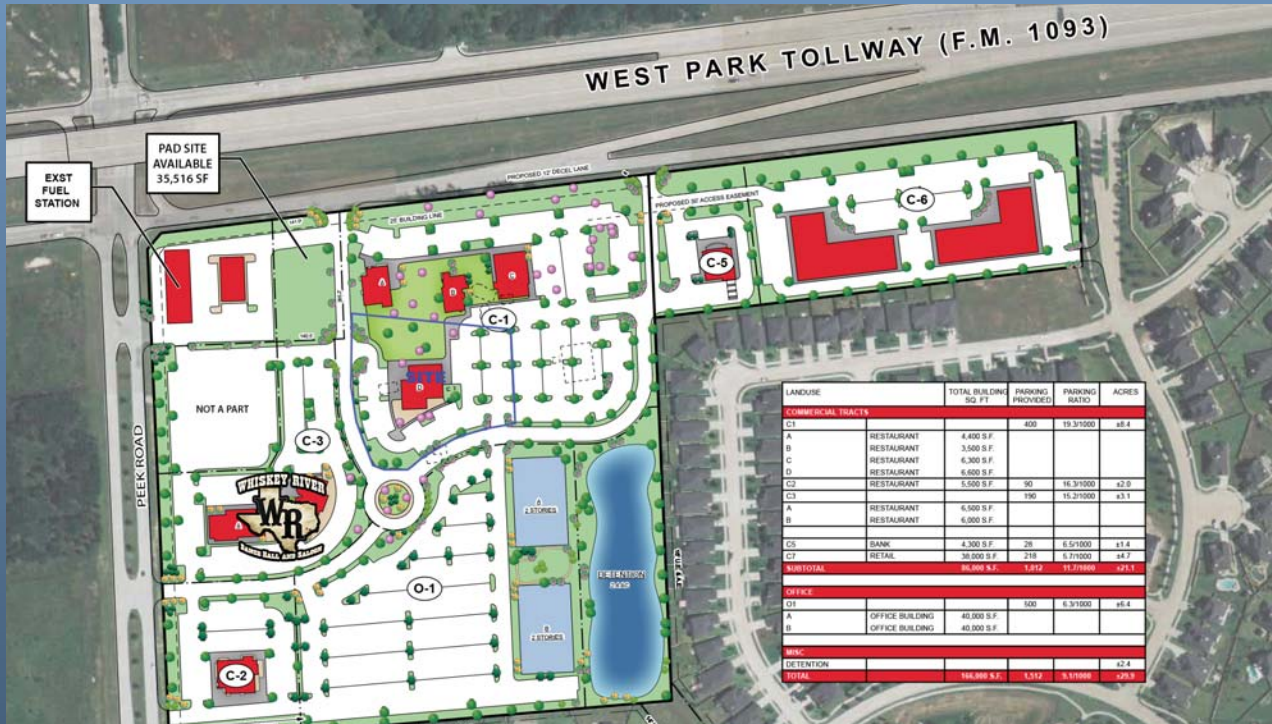 WEST PARK TOLLWAY (F.M. 1093)
PAD SITE
AVAILABLE
35,516 SF
EXST
FUEL
STATION
PROPOSED 12' DECEL LANE
25' BUILDING LINE
PROPOSED 30' ACCESS EASEMENT
C-6
C-5
A
B
C
C-1
SITE
D
NOT A PART
C-3
PEEK ROAD
WHISKEY RIVER
WR
DANCE HALL AND SALOON
A
A
2 STORIES
B
2 STORIES
DETENTION
2.4 AC
O-1
C-2
LANDUSE TOTAL BUILDING SQ. FT PARKING PROVIDED PARKING RATIO ACRES
COMMERCIAL TRACTS
C1 400 19.3/1000 ±8.4
A RESTAURANT 4,400 S.F.
B RESTAURANT 3,500 S.F.
C RESTAURANT 6,300 S.F.
D RESTAURANT 6,600 S.F.
C2 RESTAURANT 5,500 S.F. 90 16.3/1000 ±2.0
C3 190 15.2/1000 ±3.1
A RESTAURANT 6,500 S.F.
B RESTAURANT 6,000 S.F.
C5 BANK 4,300 S.F. 28 6.5/1000 ±1.4
C7 RETAIL 38,000 S.F. 218 5.7/1000 ±4.7
SUBTOTAL 86,000 S.F. 1,012 11.7/1000 ±21.1
OFFICE
O1 500 6.3/1000 ±6.4
A OFFICE BUILDING 40,000 S.F.
B OFFICE BUILDING 40,000 S.F.
MISC
DETENTION ±2.4
TOTAL 166,000 S.F. 1,512 9.1/1000 ±29.9